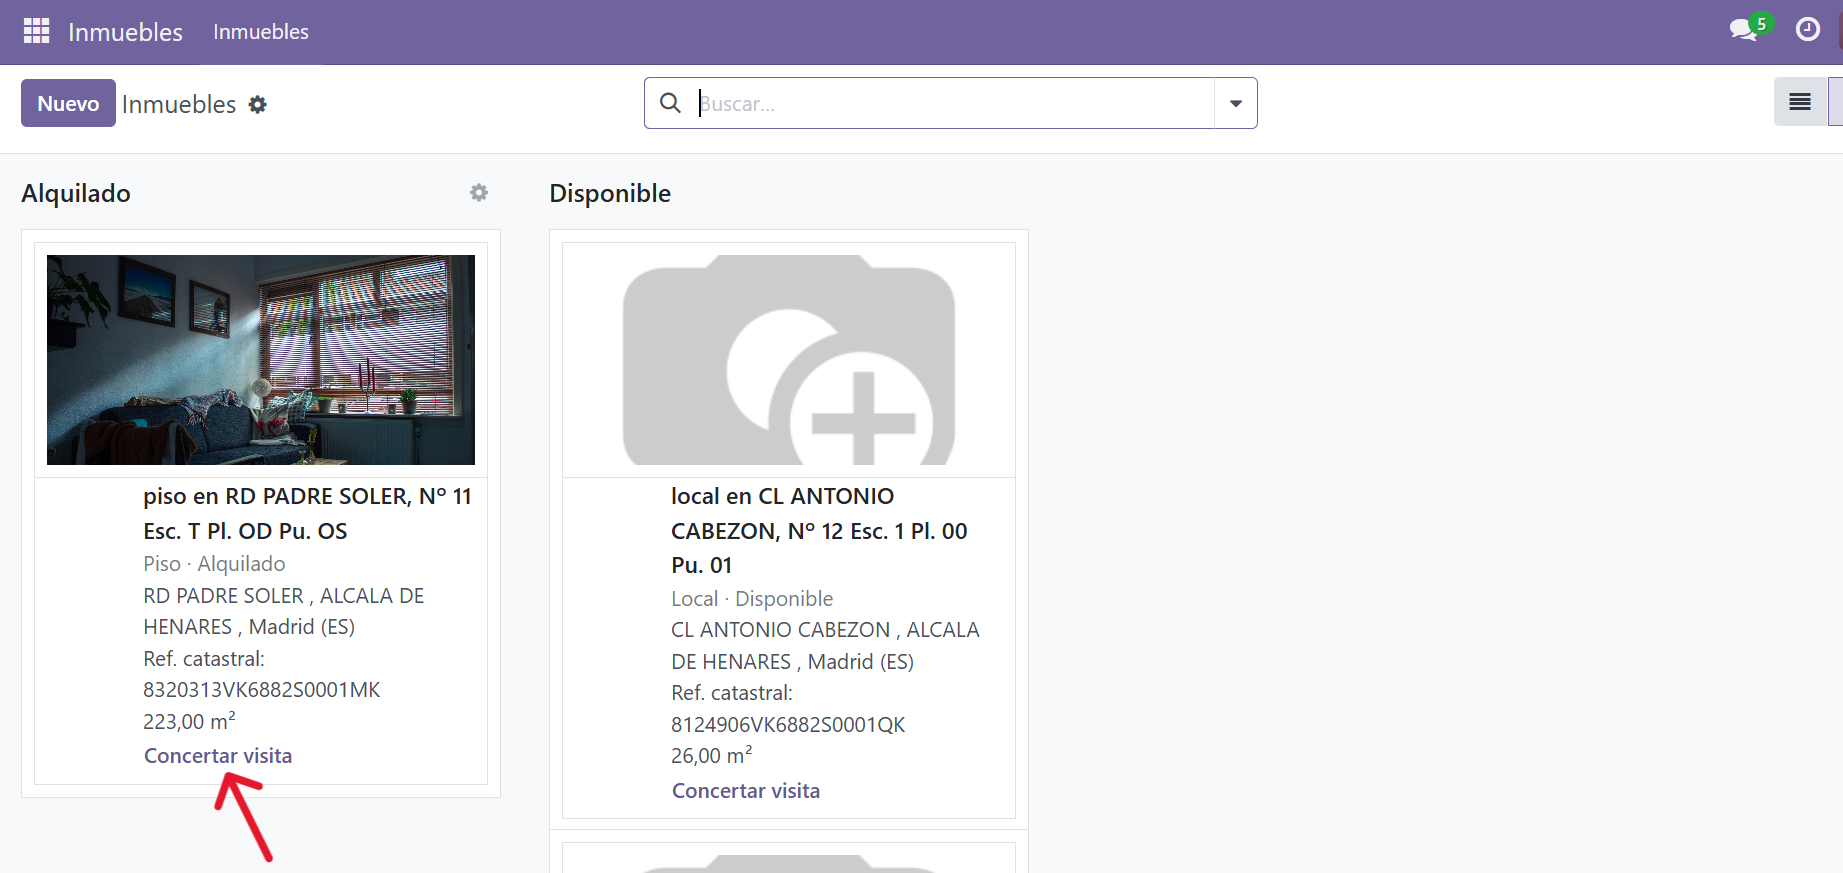 Inmuebles Inmuebles 5
Nuevo Inmuebles Buscar...
Alquilado
piso en RD PADRE SOLER, Nº 11
Esc. T Pl. OD Pu. OS
Piso · Alquilado
RD PADRE SOLER , ALCALA DE
HENARES , Madrid (ES)
Ref. catastral:
8320313VK6882S0001MK
223,00 m²
Concertar visita
Disponible
local en CL ANTONIO
CABEZON, Nº 12 Esc. 1 Pl. 00
Pu. 01
Local · Disponible
CL ANTONIO CABEZON , ALCALA
DE HENARES , Madrid (ES)
Ref. catastral:
8124906VK6882S0001QK
26,00 m²
Concertar visita